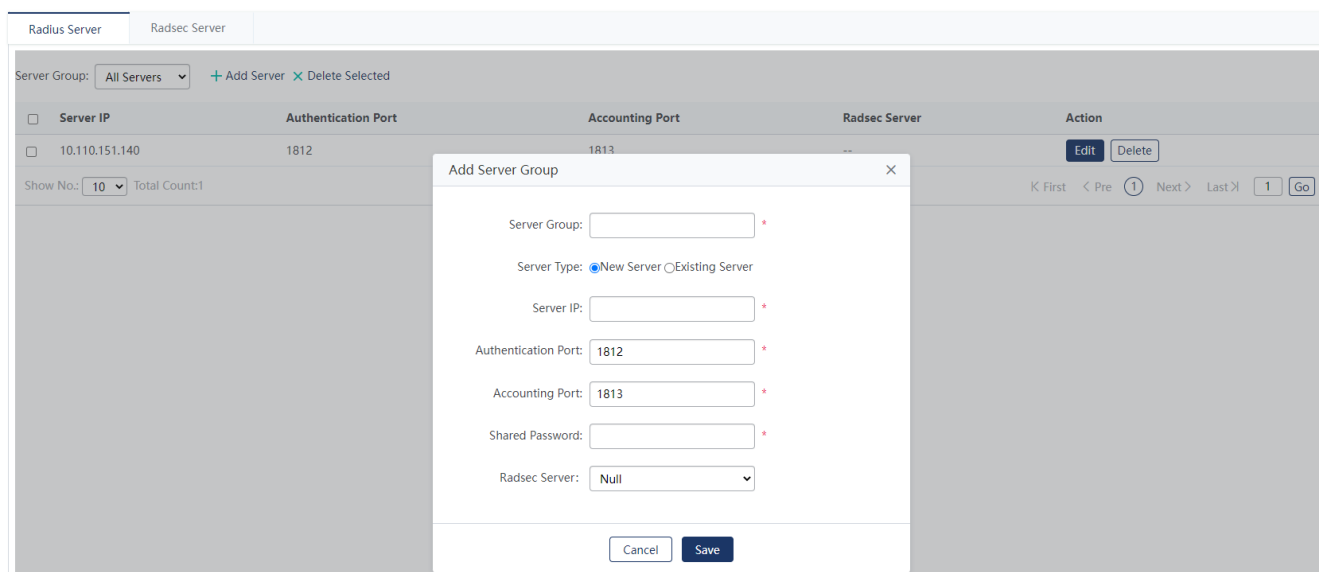 Radius Server Radsec Server
Server Group: All Servers + Add Server × Delete Selected
Server IP Authentication Port Accounting Port Radsec Server Action
10.110.151.140 1812 1813 -- Edit Delete
Show No.: 10 Total Count:1 K First < Pre 1 Next > Last 1 Go
Add Server Group ×
Server Group: *
Server Type: New Server Existing Server
Server IP: *
Authentication Port: 1812 *
Accounting Port: 1813 *
Shared Password: *
Radsec Server: Null
Cancel Save